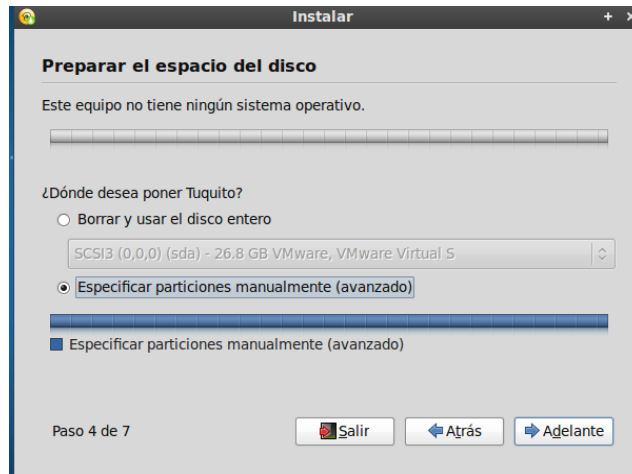 Instalar
Preparar el espacio del disco
Este equipo no tiene ningún sistema operativo.
¿Dónde desea poner Tuquito?
Borrar y usar el disco entero
SCSI3 (0,0,0) (sda) - 26.8 GB VMware, VMware Virtual S
Especificar particiones manualmente (avanzado)
Especificar particiones manualmente (avanzado)
Paso 4 de 7
Salir
Atrás
Adelante